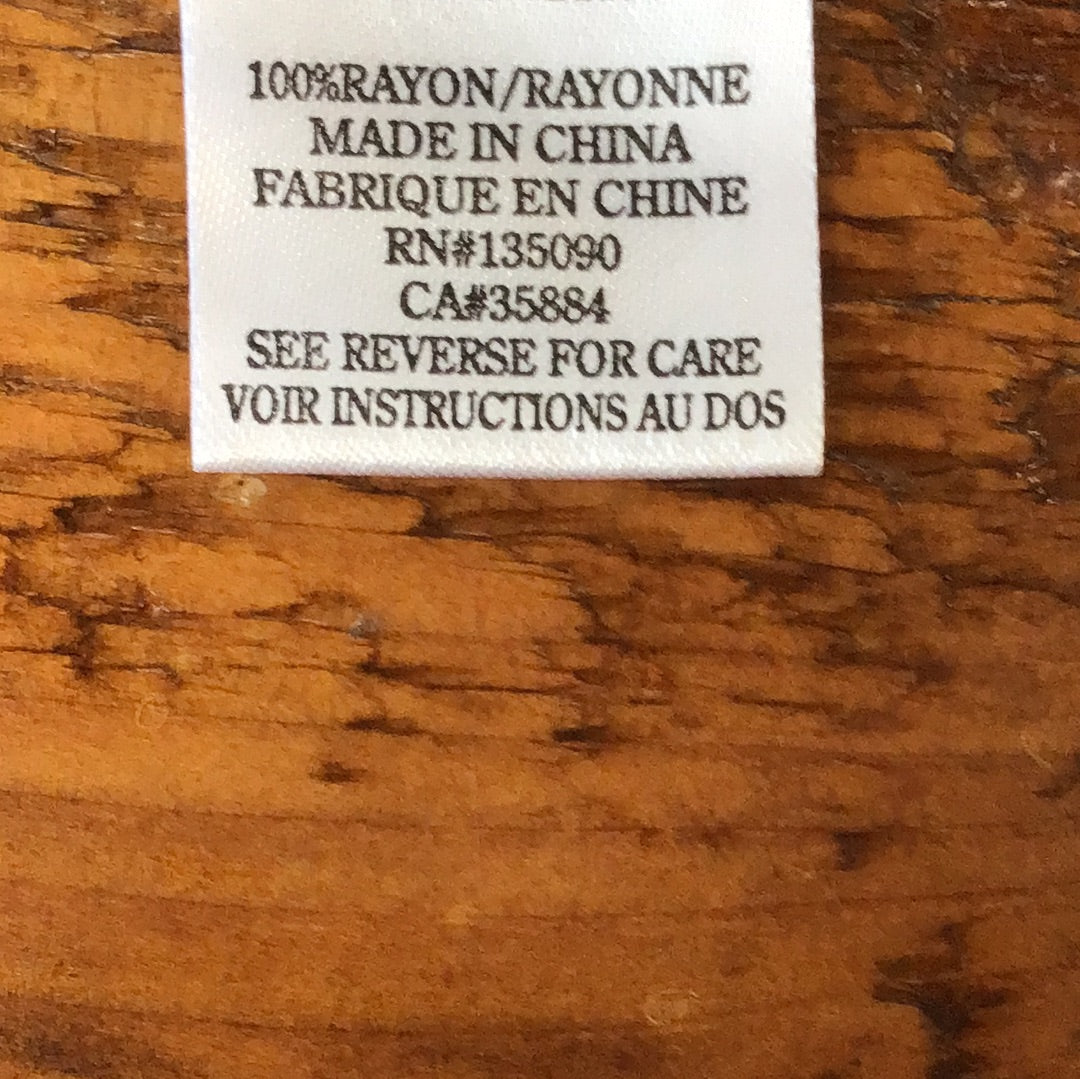 100%RAYON/RAYONNE
MADE IN CHINA
FABRIQUE EN CHINE
RN#135090
CA#35884
SEE REVERSE FOR CARE
VOIR INSTRUCTIONS AU DOS